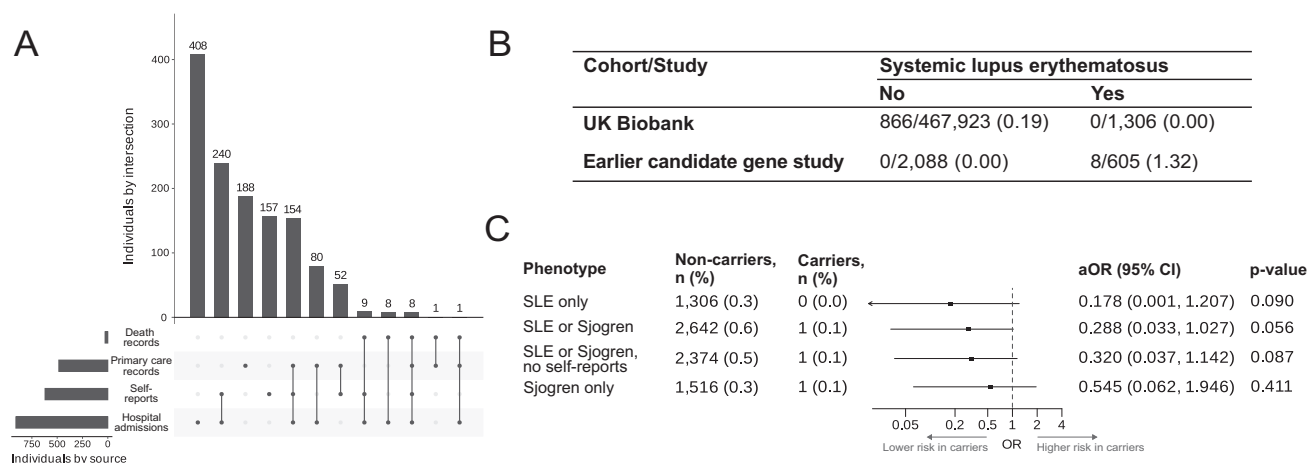 A
408
400
240
300
188
200
157
154
100
80
52
9
8
8
1
1
0
Individuals by intersection
Death
records
Primary care
records
Self-
reports
Hospital
admissions
750
500
250
0
Individuals by source
B
Cohort/Study
Systemic lupus erythematosus
No
Yes
UK Biobank
866/467,923 (0.19)
0/1,306 (0.00)
Earlier candidate gene study
0/2,088 (0.00)
8/605 (1.32)
C
Phenotype
Non-carriers,
n (%)
Carriers,
n (%)
aOR (95% CI)
p-value
SLE only
1,306 (0.3)
0 (0.0)
0.178 (0.001, 1.207)
0.090
SLE or Sjogren
2,642 (0.6)
1 (0.1)
0.288 (0.033, 1.027)
0.056
SLE or Sjogren,
no self-reports
2,374 (0.5)
1 (0.1)
0.320 (0.037, 1.142)
0.087
Sjogren only
1,516 (0.3)
1 (0.1)
0.545 (0.062, 1.946)
0.411
0.05
0.2
0.5
1
2
4
Lower risk in carriers
OR
Higher risk in carriers